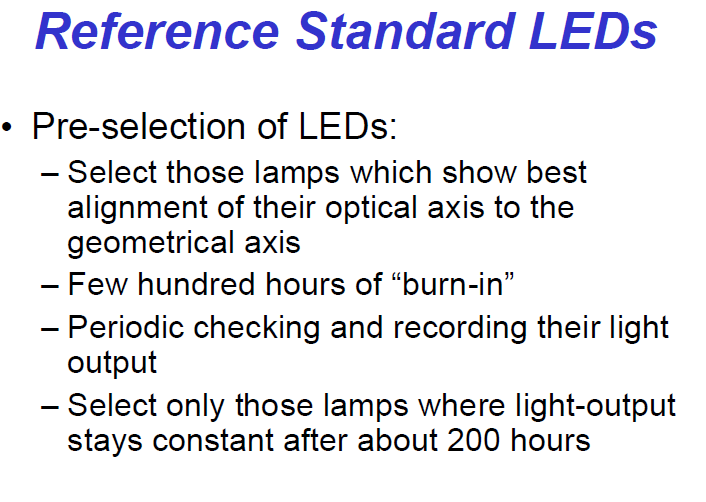 Reference Standard LEDs
• Pre-selection of LEDs:
– Select those lamps which show best
alignment of their optical axis to the
geometrical axis
– Few hundred hours of “burn-in”
– Periodic checking and recording their light
output
– Select only those lamps where light-output
stays constant after about 200 hours